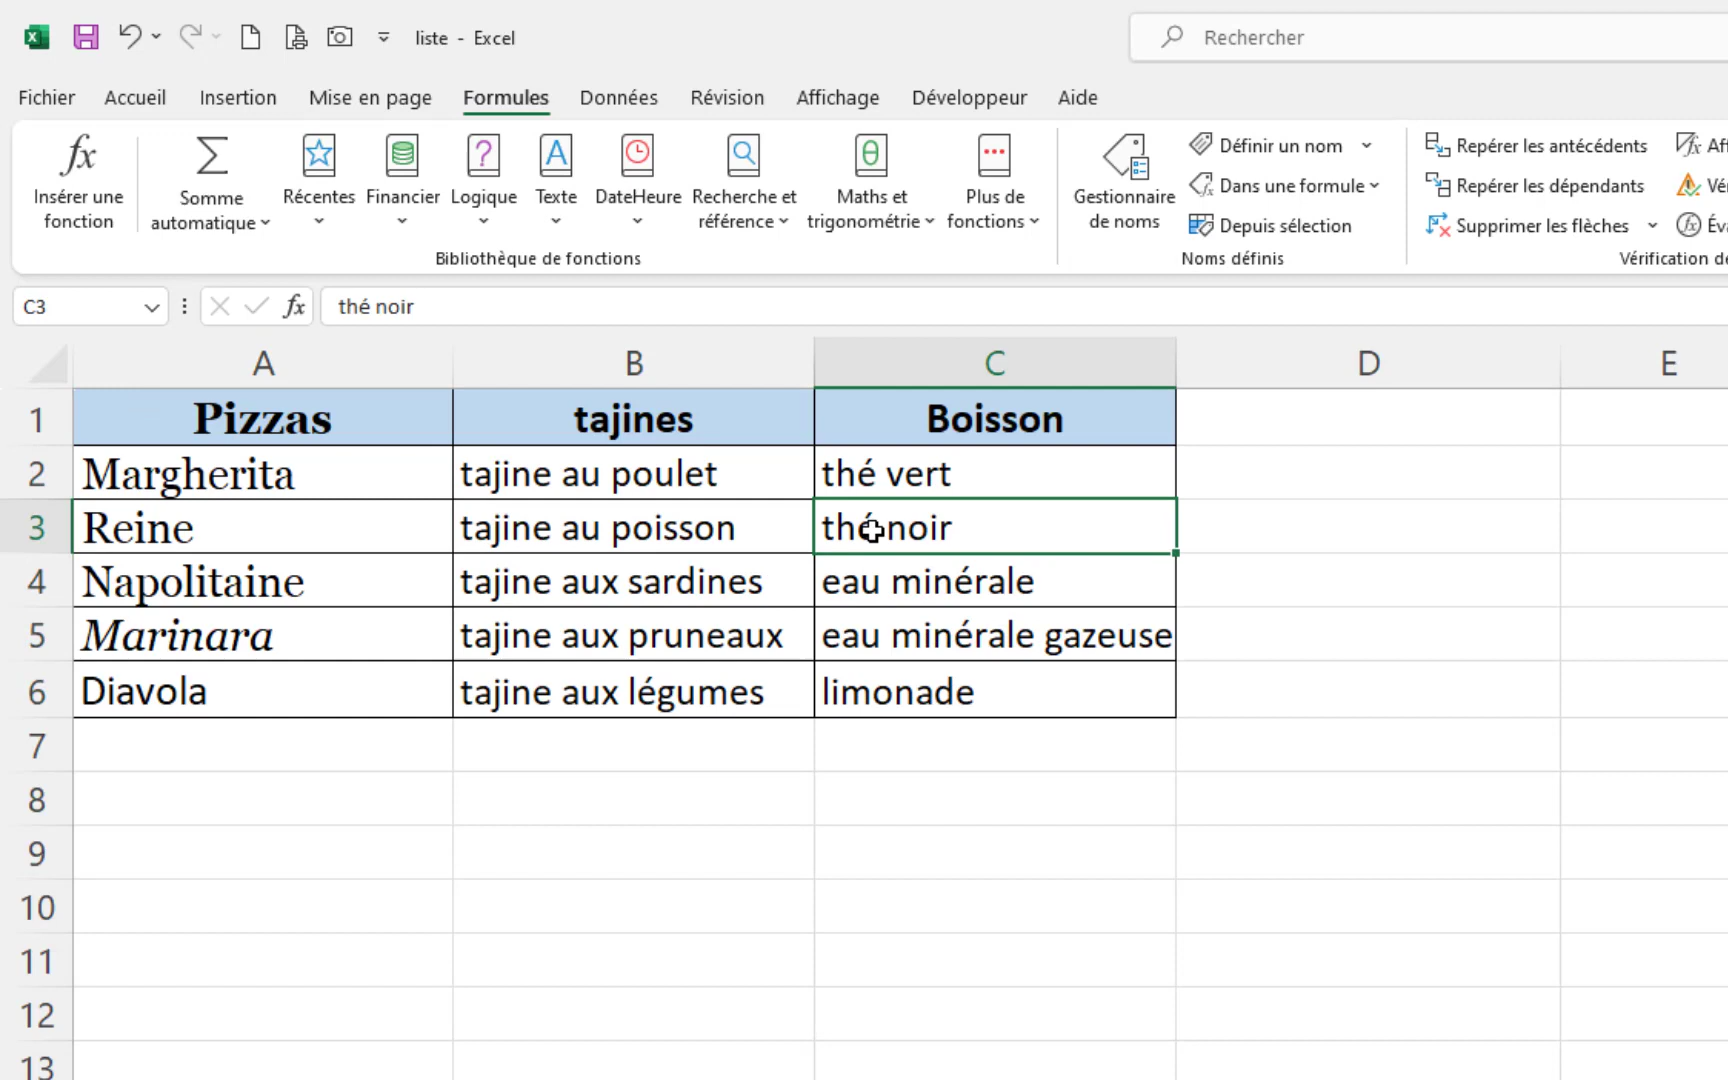 liste - Excel
Rechercher
Fichier Accueil Insertion Mise en page Formules Données Révision Affichage Développeur Aide
Insérer une fonction
Somme automatique
Récentes
Financier
Logique
Texte
DateHeure
Recherche et référence
Maths et trigonométrie
Plus de fonctions
Bibliothèque de fonctions
Gestionnaire de noms
Définir un nom
Dans une formule
Depuis sélection
Noms définis
Repérer les antécédents
Repérer les dépendants
Supprimer les flèches
Vérification
C3 fx thé noir
A B C D E
1 Pizzas tajines Boisson
2 Margherita tajine au poulet thé vert
3 Reine tajine au poisson thé noir
4 Napolitaine tajine aux sardines eau minérale
5 Marinara tajine aux pruneaux eau minérale gazeuse
6 Diavola tajine aux légumes limonade
7
8
9
10
11
12
13